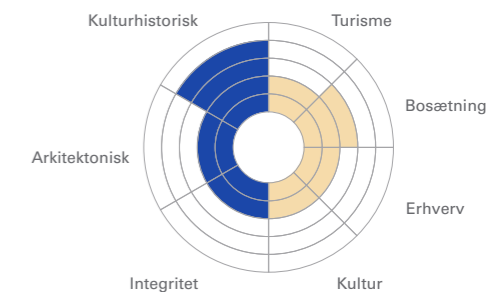 Kulturhistorisk
Turisme
Bosætning
Arkitektonisk
Erhverv
Integritet
Kultur